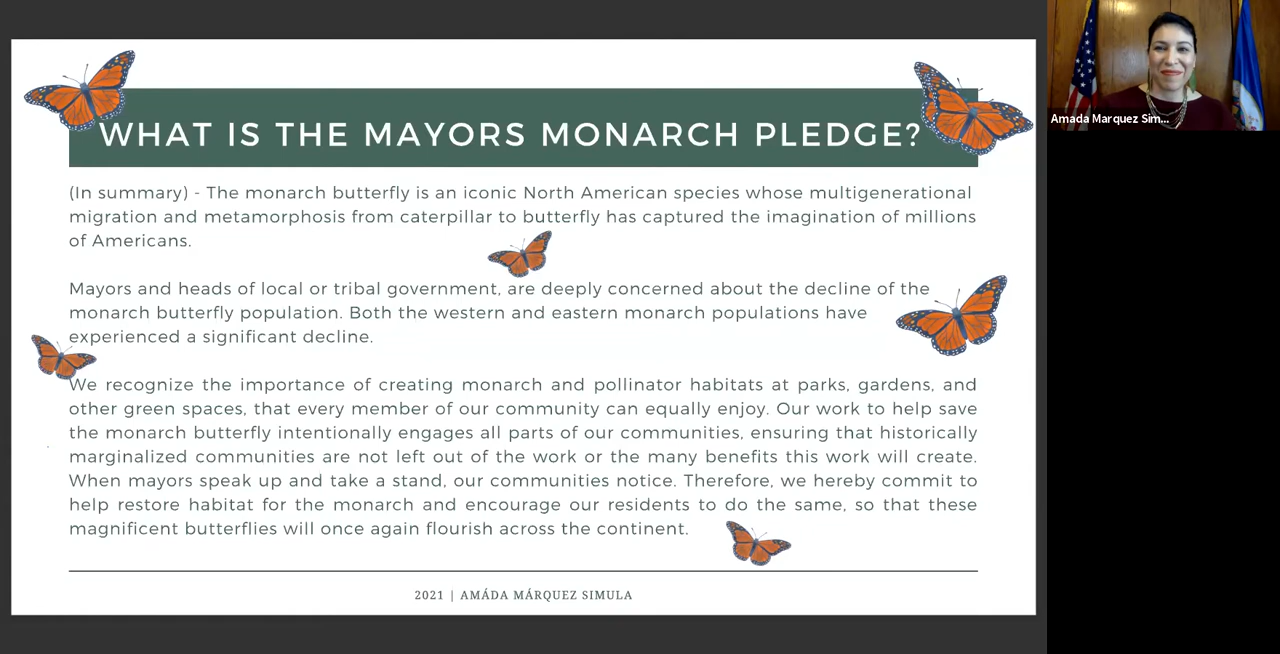 WHAT IS THE MAYORS MONARCH PLEDGE?
(In summary) - The monarch butterfly is an iconic North American species whose multigenerational
migration and metamorphosis from caterpillar to butterfly has captured the imagination of millions
of Americans.
Mayors and heads of local or tribal government, are deeply concerned about the decline of the
monarch butterfly population. Both the western and eastern monarch populations have
experienced a significant decline.
We recognize the importance of creating monarch and pollinator habitats at parks, gardens, and
other green spaces, that every member of our community can equally enjoy. Our work to help save
the monarch butterfly intentionally engages all parts of our communities, ensuring that historically
marginalized communities are not left out of the work or the many benefits this work will create.
When mayors speak up and take a stand, our communities notice. Therefore, we hereby commit to
help restore habitat for the monarch and encourage our residents to do the same, so that these
magnificent butterflies will once again flourish across the continent.
2021 | AMÁDA MÁRQUEZ SIMULA
Amada Marquez Sim...